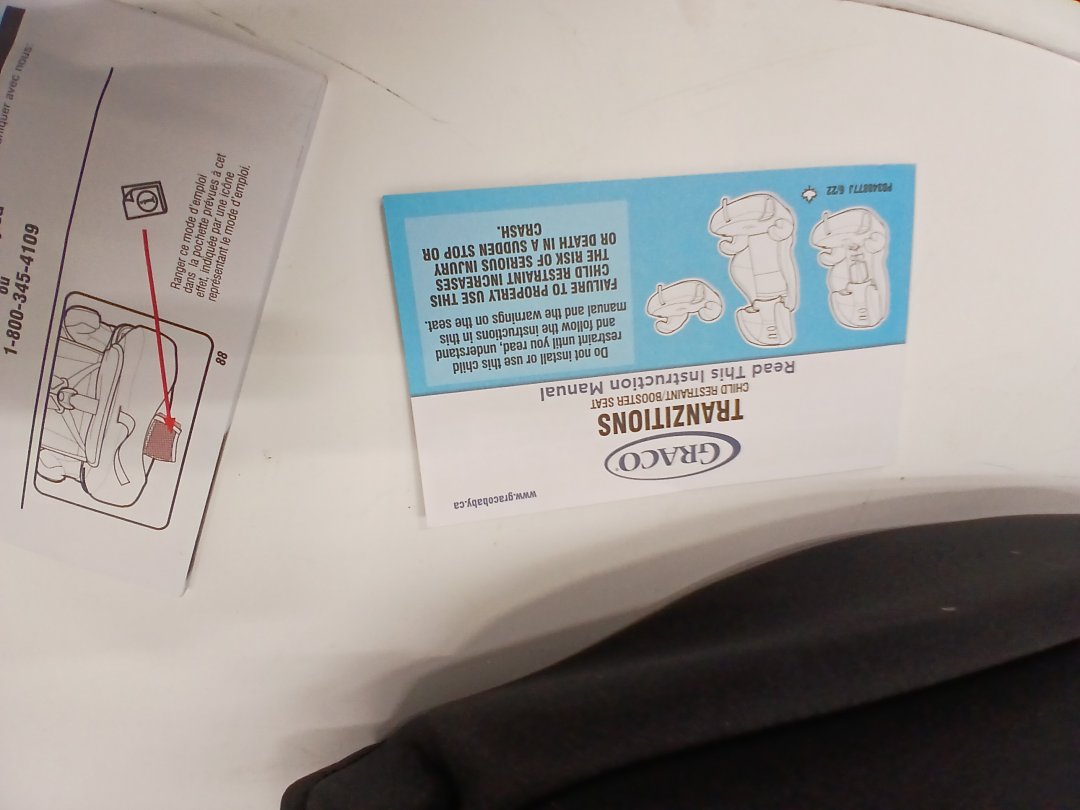 www.gracobaby.ca
GRACO
TRANZITIONS
CHILD RESTRAINT/BOOSTER SEAT
Read This Instruction Manual
Do not install or use this child
restraint until you read, understand
and follow the instructions in this
manual and the warnings on the seat.
FAILURE TO PROPERLY USE THIS
CHILD RESTRAINT INCREASES
THE RISK OF SERIOUS INJURY
OR DEATH IN A SUDDEN STOP OR
CRASH.
PD348877J 6/22
avec nous:
ou
1-800-345-4109
Ranger ce mode d'emploi
dans la pochette prévues à cet
effet, indiquée par une icône
représentant le mode d'emploi.
88